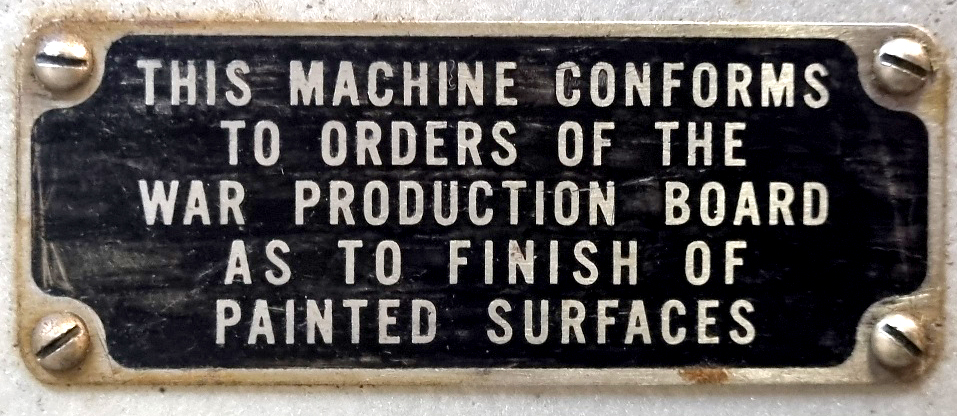 THIS MACHINE CONFORMS
TO ORDERS OF THE
WAR PRODUCTION BOARD
AS TO FINISH OF
PAINTED SURFACES